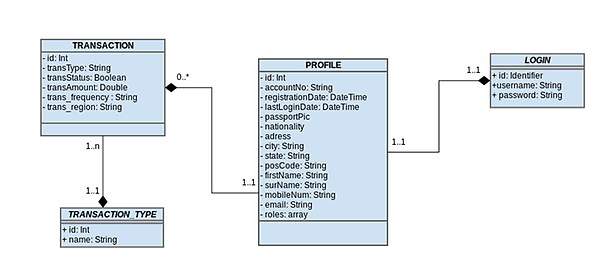 TRANSACTION
- id: Int
- transType: String
- transStatus: Boolean
- transAmount: Double
- trans_frequency : String
- trans_region: String
0..*
1..n
1..1
TRANSACTION_TYPE
+ id: Int
+ name: String
PROFILE
- id: Int
- accountNo: String
- registrationDate: DateTime
- lastLoginDate: DateTime
- passportPic
- nationality
- adress
- city: String
- state: String
- posCode: String
- firstName: String
- surName: String
- mobileNum: String
- email: String
- roles: array
1..1
1..1
1..1
LOGIN
+ id: Identifier
+username: String
+ password: String